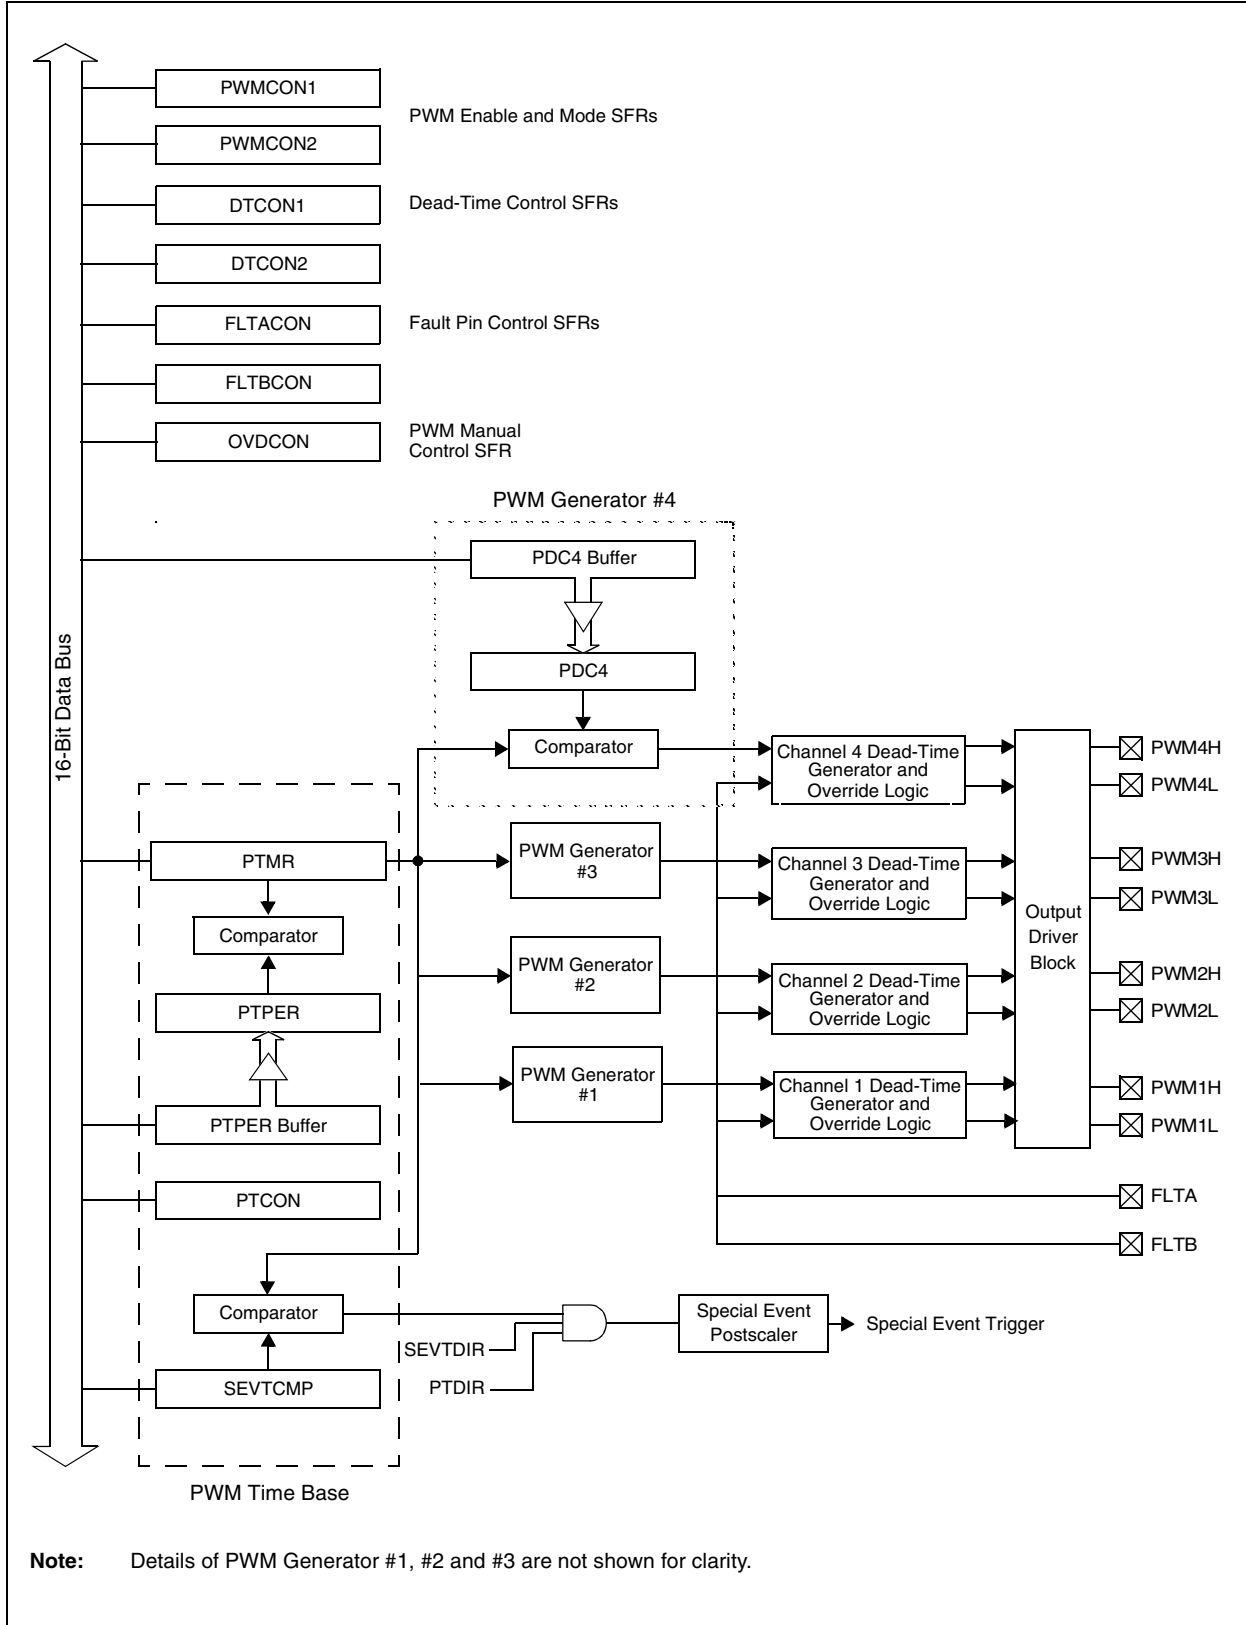 PWMCON1
PWM Enable and Mode SFRs
PWMCON2
DTCON1
Dead-Time Control SFRs
DTCON2
FLTACON
Fault Pin Control SFRs
FLTBCON
OVDCON
PWM Manual
Control SFR
PWM Generator #4
PDC4 Buffer
16-Bit Data Bus
PDC4
Comparator
Channel 4 Dead-Time
Generator and
Override Logic
PWM4H
PWM4L
PTMR
PWM Generator
#3
Channel 3 Dead-Time
Generator and
Override Logic
PWM3H
PWM3L
Comparator
Output
Driver
Block
PWM Generator
#2
Channel 2 Dead-Time
Generator and
Override Logic
PWM2H
PWM2L
PTPER
PWM Generator
#1
Channel 1 Dead-Time
Generator and
Override Logic
PWM1H
PWM1L
PTPER Buffer
PTCON
FLTA
FLTB
Comparator
Special Event
Postscaler
Special Event Trigger
SEVTDIR
SEVTCMP
PTDIR
PWM Time Base
Note: Details of PWM Generator #1, #2 and #3 are not shown for clarity.